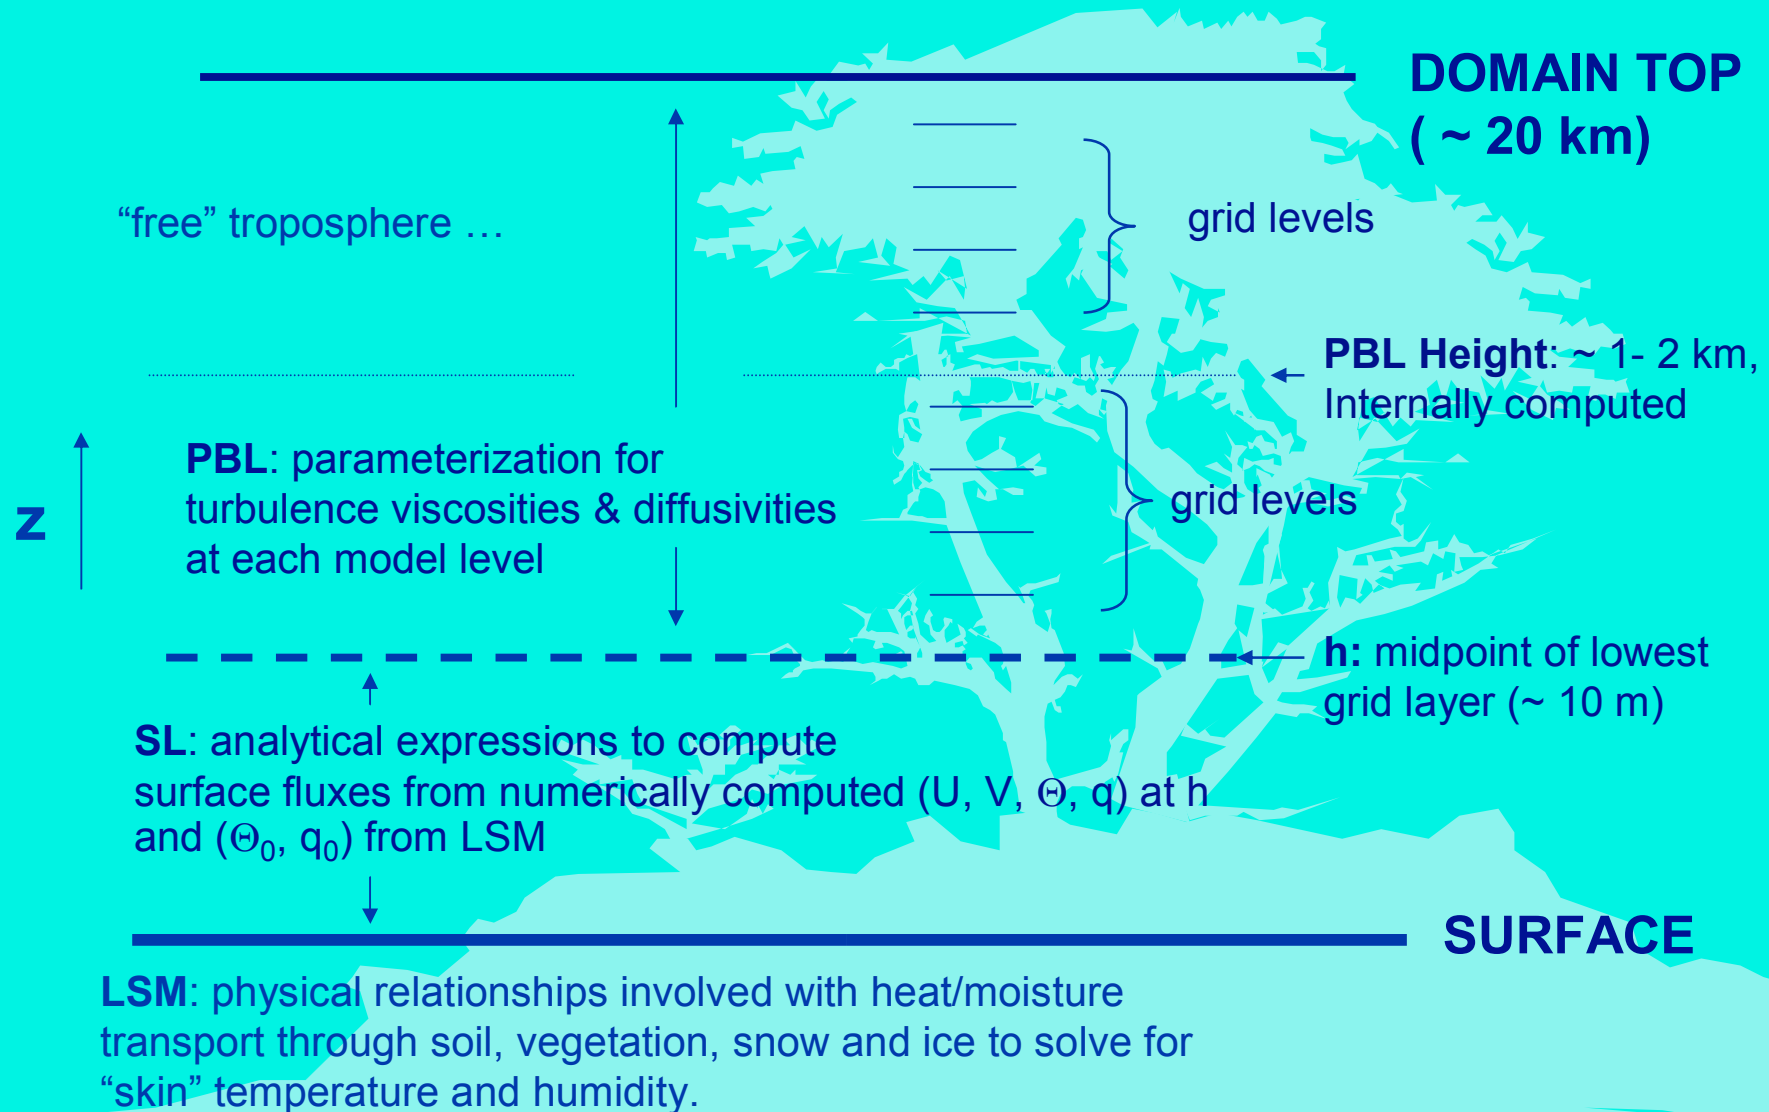 DOMAIN TOP
( ~ 20 km)
“free” troposphere …
grid levels
PBL Height: ~ 1- 2 km,
Internally computed
PBL: parameterization for
turbulence viscosities & diffusivities
at each model level
z
grid levels
h: midpoint of lowest
grid layer (~ 10 m)
SL: analytical expressions to compute
surface fluxes from numerically computed (U, V, Θ, q) at h
and (Θ₀, q₀) from LSM
SURFACE
LSM: physical relationships involved with heat/moisture
transport through soil, vegetation, snow and ice to solve for
“skin” temperature and humidity.